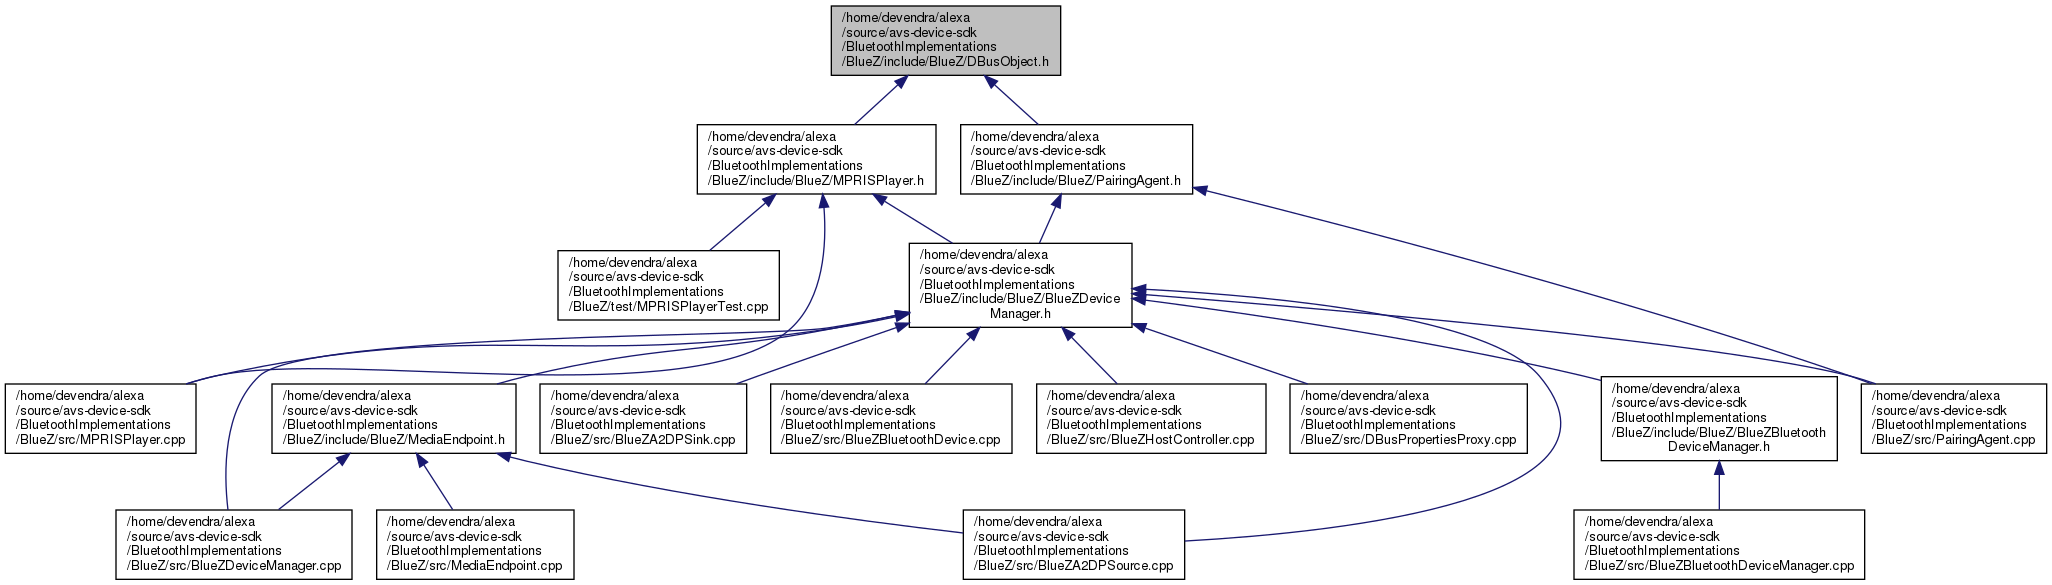 /home/devendra/alexa
/source/avs-device-sdk
/BluetoothImplementations
/BlueZ/include/BlueZ/DBusObject.h
/home/devendra/alexa
/source/avs-device-sdk
/BluetoothImplementations
/BlueZ/include/BlueZ/MPRISPlayer.h
/home/devendra/alexa
/source/avs-device-sdk
/BluetoothImplementations
/BlueZ/include/BlueZ/PairingAgent.h
/home/devendra/alexa
/source/avs-device-sdk
/BluetoothImplementations
/BlueZ/test/MPRISPlayerTest.cpp
/home/devendra/alexa
/source/avs-device-sdk
/BluetoothImplementations
/BlueZ/include/BlueZ/BlueZDevice
Manager.h
/home/devendra/alexa
/source/avs-device-sdk
/BluetoothImplementations
/BlueZ/src/MPRISPlayer.cpp
/home/devendra/alexa
/source/avs-device-sdk
/BluetoothImplementations
/BlueZ/include/BlueZ/MediaEndpoint.h
/home/devendra/alexa
/source/avs-device-sdk
/BluetoothImplementations
/BlueZ/src/BlueZA2DPSink.cpp
/home/devendra/alexa
/source/avs-device-sdk
/BluetoothImplementations
/BlueZ/src/BlueZBluetoothDevice.cpp
/home/devendra/alexa
/source/avs-device-sdk
/BluetoothImplementations
/BlueZ/src/BlueZHostController.cpp
/home/devendra/alexa
/source/avs-device-sdk
/BluetoothImplementations
/BlueZ/src/DBusPropertiesProxy.cpp
/home/devendra/alexa
/source/avs-device-sdk
/BluetoothImplementations
/BlueZ/include/BlueZ/BlueZBluetooth
DeviceManager.h
/home/devendra/alexa
/source/avs-device-sdk
/BluetoothImplementations
/BlueZ/src/PairingAgent.cpp
/home/devendra/alexa
/source/avs-device-sdk
/BluetoothImplementations
/BlueZ/src/BlueZDeviceManager.cpp
/home/devendra/alexa
/source/avs-device-sdk
/BluetoothImplementations
/BlueZ/src/MediaEndpoint.cpp
/home/devendra/alexa
/source/avs-device-sdk
/BluetoothImplementations
/BlueZ/src/BlueZA2DPSource.cpp
/home/devendra/alexa
/source/avs-device-sdk
/BluetoothImplementations
/BlueZ/src/BlueZBluetoothDeviceManager.cpp